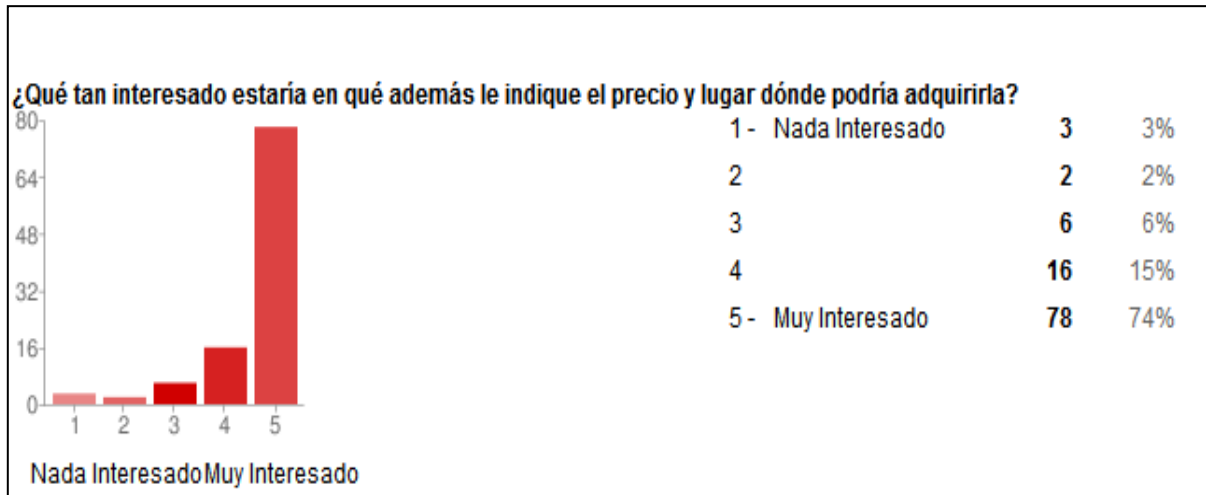 ¿Qué tan interesado estaría en qué además le indique el precio y lugar dónde podría adquirirla?
80
64
48
32
16
0
1 2 3 4 5
Nada Interesado Muy Interesado
1 - Nada Interesado 3 3%
2 2 2%
3 6 6%
4 16 15%
5 - Muy Interesado 78 74%